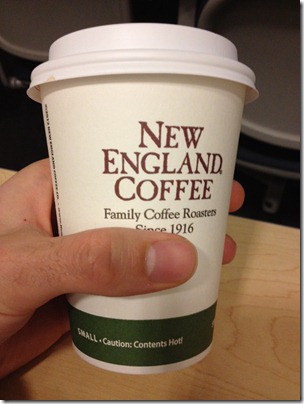 NEW
ENGLAND
COFFEE
Family Coffee Roasters
Since 1916
SMALL • Caution: Contents Hot!